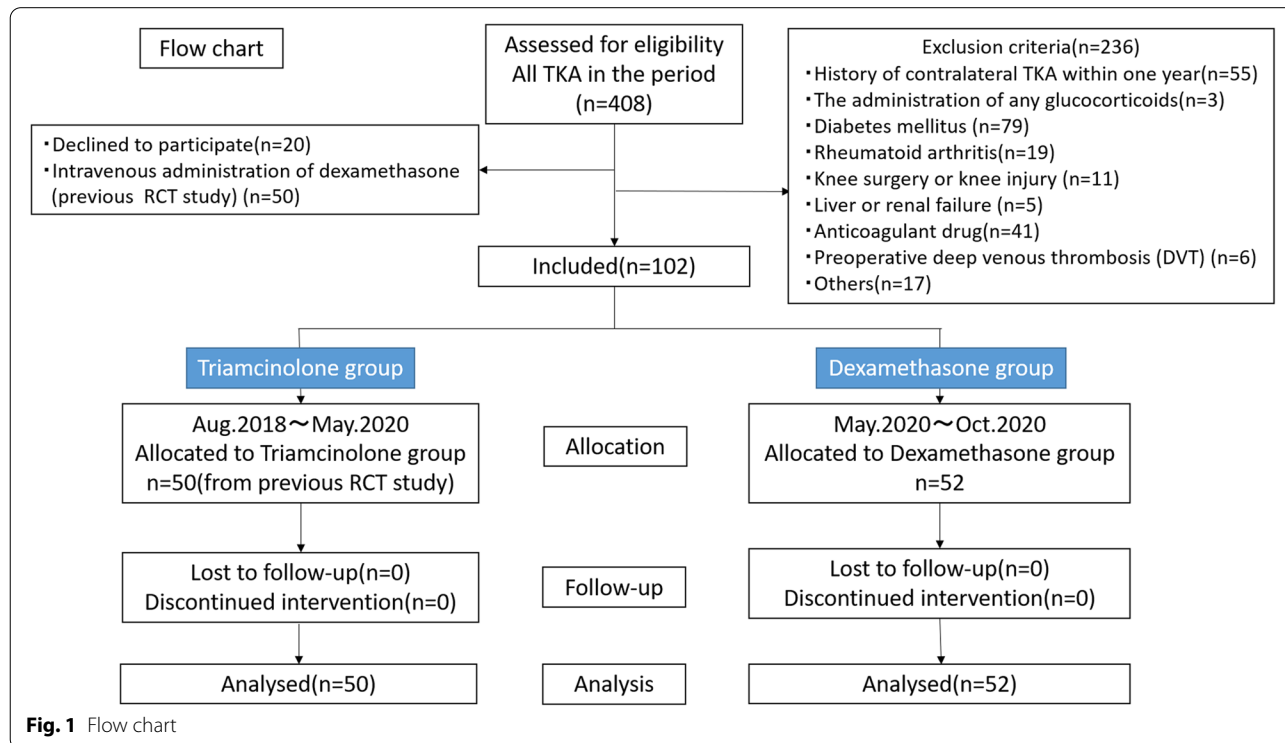 Flow chart
Assessed for eligibility
All TKA in the period
(n=408)
Exclusion criteria(n=236)
・History of contralateral TKA within one year(n=55)
・The administration of any glucocorticoids(n=3)
・Diabetes mellitus (n=79)
・Rheumatoid arthritis(n=19)
・Knee surgery or knee injury (n=11)
・Liver or renal failure (n=5)
・Anticoagulant drug(n=41)
・Preoperative deep venous thrombosis (DVT) (n=6)
・Others(n=17)
・Declined to participate(n=20)
・Intravenous administration of dexamethasone
(previous RCT study) (n=50)
Included(n=102)
Triamcinolone group
Dexamethasone group
Aug.2018～May.2020
Allocated to Triamcinolone group
n=50(from previous RCT study)
Allocation
May.2020～Oct.2020
Allocated to Dexamethasone group
n=52
Lost to follow-up(n=0)
Discontinued intervention(n=0)
Follow-up
Lost to follow-up(n=0)
Discontinued intervention(n=0)
Analysed(n=50)
Analysis
Analysed(n=52)
Fig. 1 Flow chart